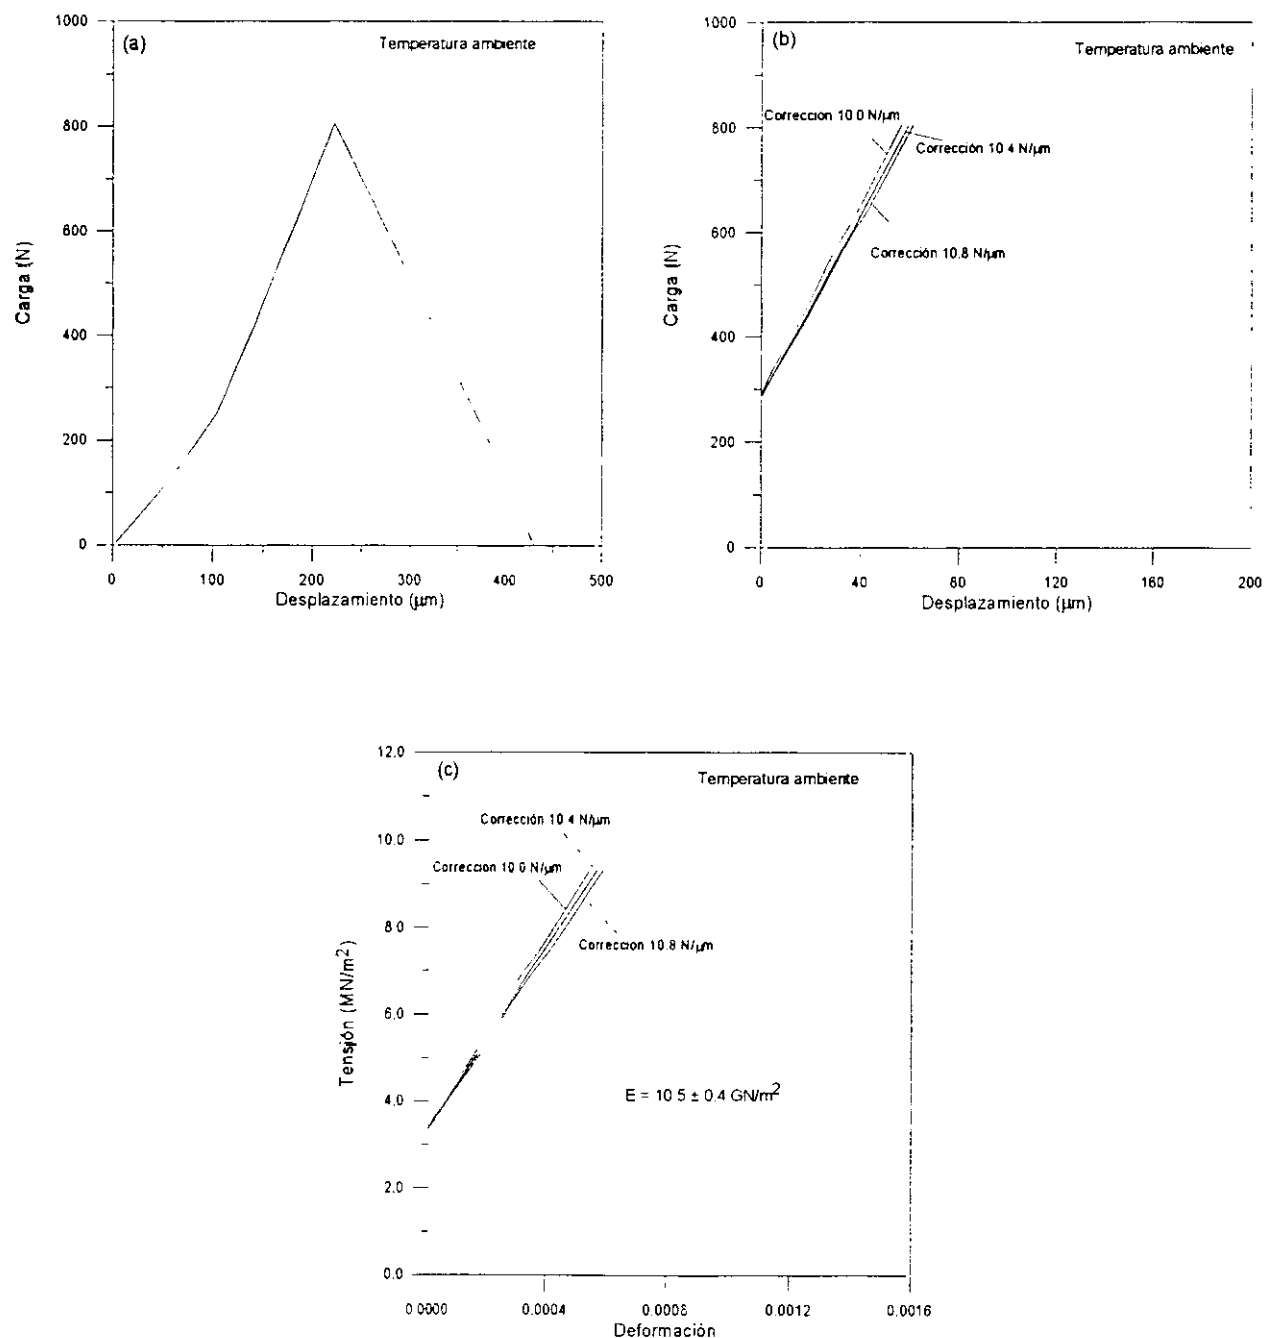 (a)
Temperatura ambiente
1000
800
600
400
200
0
Carga (N)
0 100 200 300 400 500
Desplazamiento (µm)
(b)
Temperatura ambiente
Correccion 10 0 N/µm
Corrección 10 4 N/µm
Corrección 10.8 N/µm
1000
800
600
400
200
0
Carga (N)
0 40 80 120 160 200
Desplazamiento (µm)
(c)
Temperatura ambiente
Corrección 10 4 N/µm
Correccion 10 0 N/µm
Correccion 10.8 N/µm
E = 10 5 ± 0.4 GN/m²
12.0
10.0
8.0
6.0
4.0
2.0
0.0
Tensión (MN/m²)
0 0000 0.0004 0.0008 0.0012 0.0016
Deformación